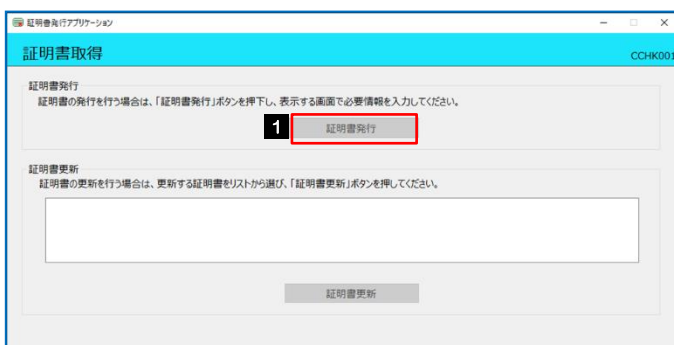 証明書発行アプリケーション
証明書取得
CCHK001
証明書発行
証明書の発行を行う場合は、「証明書発行」ボタンを押下し、表示する画面で必要情報を入力してください。
1 証明書発行
証明書更新
証明書の更新を行う場合は、更新する証明書をリストから選び、「証明書更新」ボタンを押してください。
証明書更新